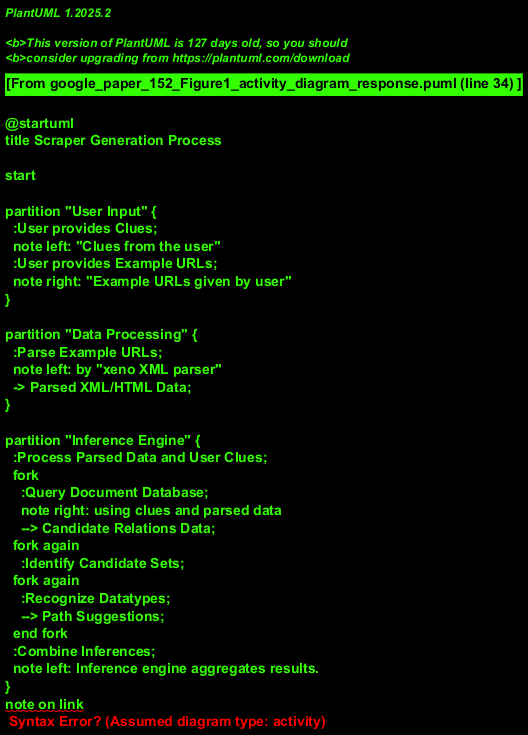 PlantUML 1.2025.2
<b>This version of PlantUML is 127 days old, so you should
<b>consider upgrading from https://plantuml.com/download
[From google_paper_152_Figure1_activity_diagram_response.puml (line 34) ]
@startuml
title Scraper Generation Process
start
partition "User Input" {
:User provides Clues;
note left: "Clues from the user"
:User provides Example URLs;
note right: "Example URLs given by user"
}
partition "Data Processing" {
:Parse Example URLs;
note left: by "xeno XML parser"
-> Parsed XML/HTML Data;
}
partition "Inference Engine" {
:Process Parsed Data and User Clues;
fork
:Query Document Database;
note right: using clues and parsed data
--> Candidate Relations Data;
fork again
:Identify Candidate Sets;
fork again
:Recognize Datatypes;
--> Path Suggestions;
end fork
:Combine Inferences;
note left: Inference engine aggregates results.
}
note on link
Syntax Error? (Assumed diagram type: activity)